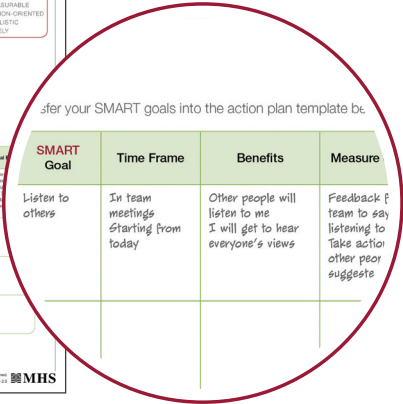 ASURABLE
ION-ORIENTED
LISTIC
ELY
sfer your SMART goals into the action plan template be
SMART Goal
Time Frame
Benefits
Measure
Listen to
others
In team
meetings
Starting from
today
Other people will
listen to me
I will get to hear
everyone's views
Feedback f
team to say
listening to
Take action
other peop
suggeste
MHS